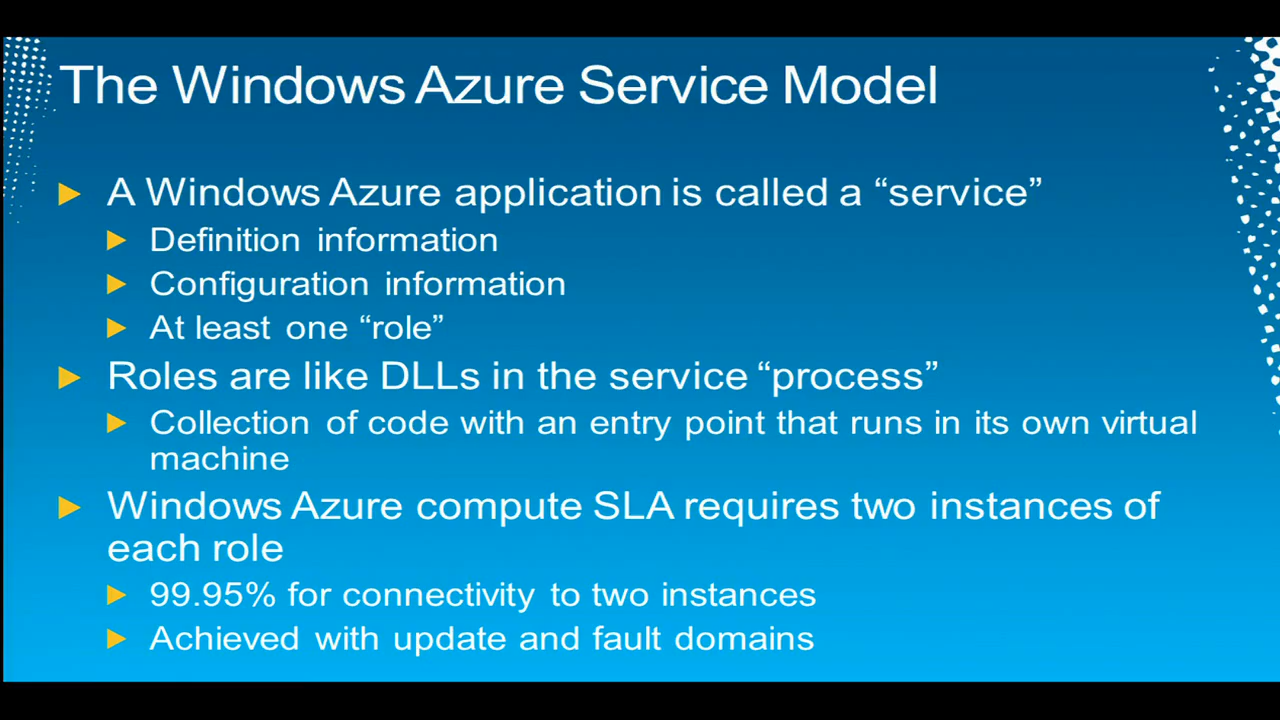 The Windows Azure Service Model
A Windows Azure application is called a “service”
Definition information
Configuration information
At least one “role”
Roles are like DLLs in the service “process”
Collection of code with an entry point that runs in its own virtual
machine
Windows Azure compute SLA requires two instances of
each role
99.95% for connectivity to two instances
Achieved with update and fault domains